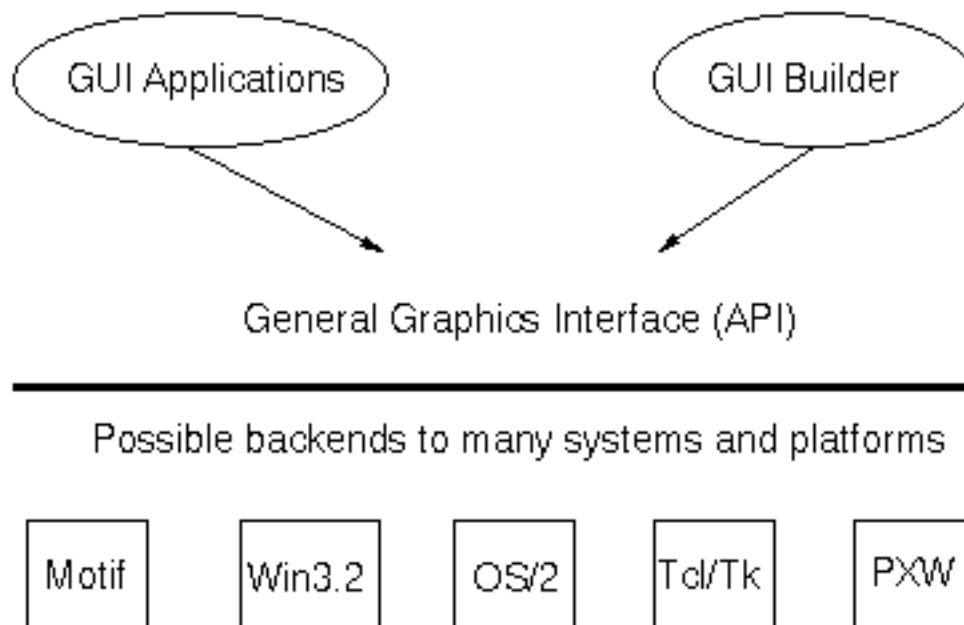 GUI Applications
GUI Builder
General Graphics Interface (API)
Possible backends to many systems and platforms
Motif
Win3.2
OS/2
Tcl/Tk
PXW